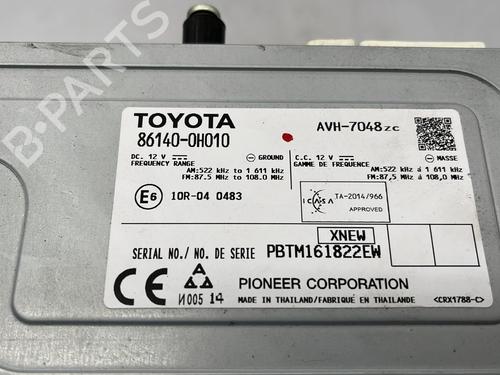 B-PARTS
TOYOTA
86140-0H010
AVH-7048zc
DC. 12 V
GROUND
FREQUENCY RANGE
AM:522 kHz to 1 611 kHz
FM:87.5 MHz to 108.0 MHz
C.C. 12 V
MASSE
GAMME DE FREQUENCE
AM:522 kHz à 1 611 kHz
FM:87,5 MHz à 108,0 MHz
E6 10R-04 0483
ICASA TA-2014/966
APPROVED
XNEW
SERIAL NO./ NO. DE SERIE PBTM161822EW
CE
N005 14
PIONEER CORPORATION
MADE IN THAILAND/FABRIQUÉ EN THAILANDE <CRX1788-C>